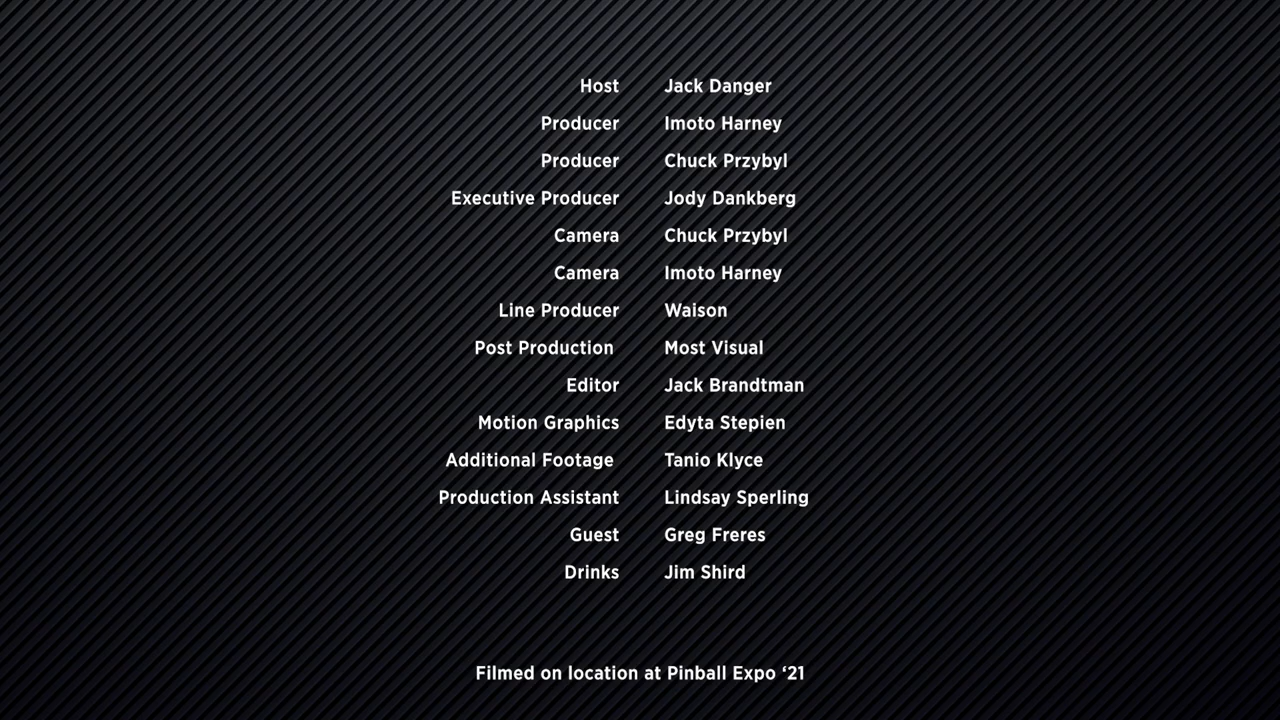 Host Jack Danger
Producer Imoto Harney
Producer Chuck Przybyl
Executive Producer Jody Dankberg
Camera Chuck Przybyl
Camera Imoto Harney
Line Producer Waison
Post Production Most Visual
Editor Jack Brandtman
Motion Graphics Edyta Stepien
Additional Footage Tanio Klyce
Production Assistant Lindsay Sperling
Guest Greg Freres
Drinks Jim Shird
Filmed on location at Pinball Expo ‘21